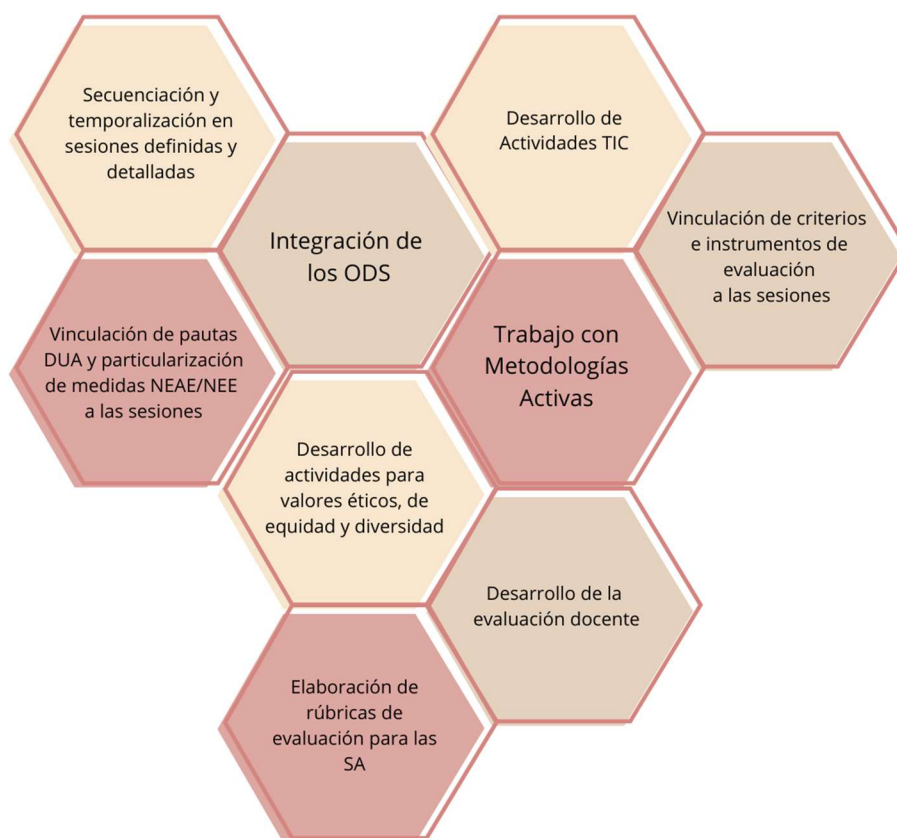 Secuenciación y
temporalización en
sesiones definidas y
detalladas
Desarrollo de
Actividades TIC
Integración de
los ODS
Vinculación de criterios
e instrumentos de
evaluación
a las sesiones
Vinculación de pautas
DUA y particularización
de medidas NEAE/NEE
a las sesiones
Trabajo con
Metodologías
Activas
Desarrollo de
actividades para
valores éticos, de
equidad y diversidad
Desarrollo de la
evaluación docente
Elaboración de
rúbricas de
evaluación para las
SA